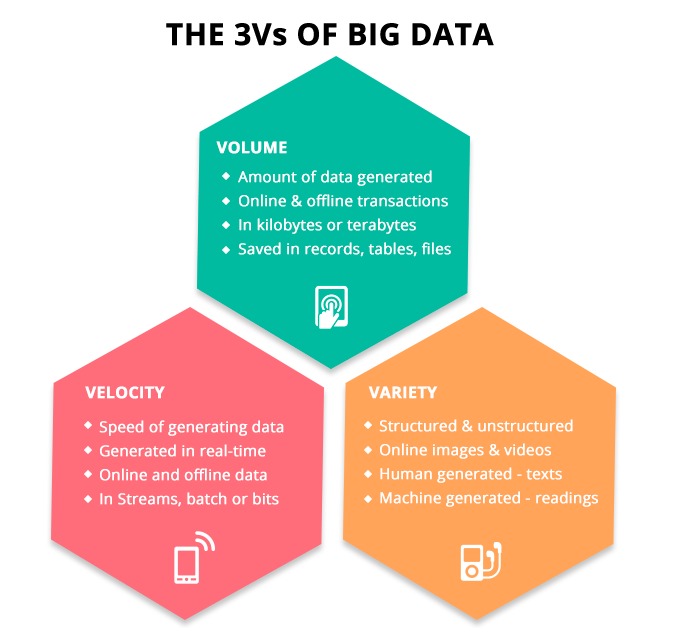 THE 3Vs OF BIG DATA
VOLUME
Amount of data generated
Online & offline transactions
In kilobytes or terabytes
Saved in records, tables, files
VELOCITY
Speed of generating data
Generated in real-time
Online and offline data
In Streams, batch or bits
VARIETY
Structured & unstructured
Online images & videos
Human generated - texts
Machine generated - readings